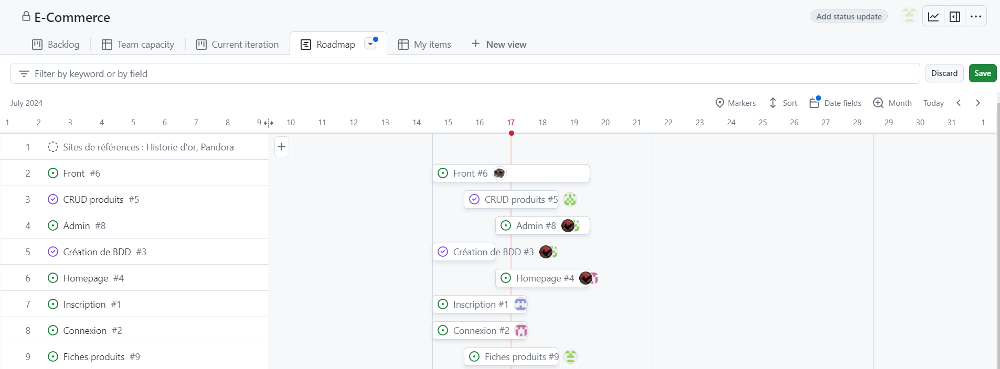 E-Commerce
Add status update
Backlog
Team capacity
Current iteration
Roadmap
My items
New view
Filter by keyword or by field
Discard
Save
July 2024
Markers
Sort
Date fields
Month
Today
1 2 3 4 5 6 7 8 9 10 11 12 13 14 15 16 17 18 19 20 21 22 23 24 25 26 27 28 29 30 31 1
1 Sites de références : Historie d'or, Pandora
2 Front #6
Front #6
3 CRUD produits #5
CRUD produits #5
4 Admin #8
Admin #8
5 Création de BDD #3
Création de BDD #3
6 Homepage #4
Homepage #4
7 Inscription #1
Inscription #1
8 Connexion #2
Connexion #2
9 Fiches produits #9
Fiches produits #9